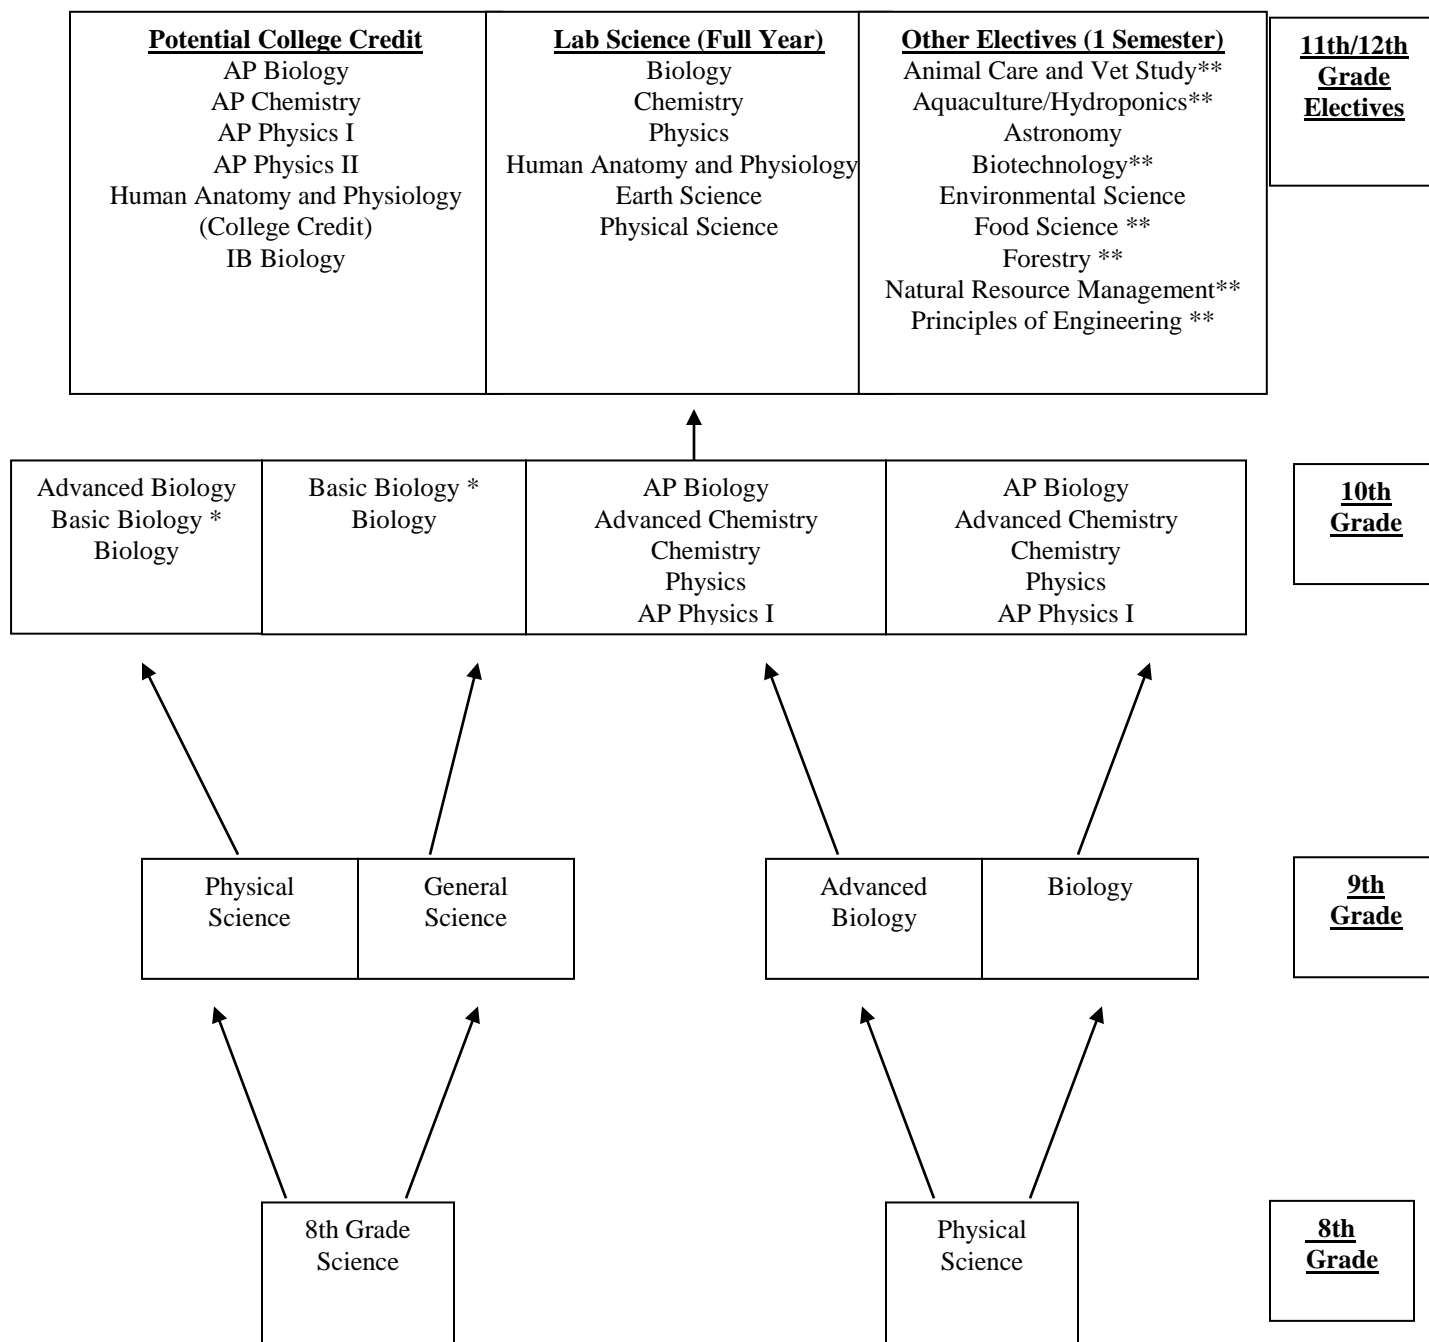 Potential College Credit
AP Biology
AP Chemistry
AP Physics I
AP Physics II
Human Anatomy and Physiology
(College Credit)
IB Biology
Lab Science (Full Year)
Biology
Chemistry
Physics
Human Anatomy and Physiology
Earth Science
Physical Science
Other Electives (1 Semester)
Animal Care and Vet Study**
Aquaculture/Hydroponics**
Astronomy
Biotechnology**
Environmental Science
Food Science **
Forestry **
Natural Resource Management**
Principles of Engineering **
11th/12th
Grade
Electives
Advanced Biology
Basic Biology *
Biology
Basic Biology *
Biology
AP Biology
Advanced Chemistry
Chemistry
Physics
AP Physics I
AP Biology
Advanced Chemistry
Chemistry
Physics
AP Physics I
10th
Grade
Physical
Science
General
Science
Advanced
Biology
Biology
9th
Grade
8th Grade
Science
Physical
Science
8th
Grade